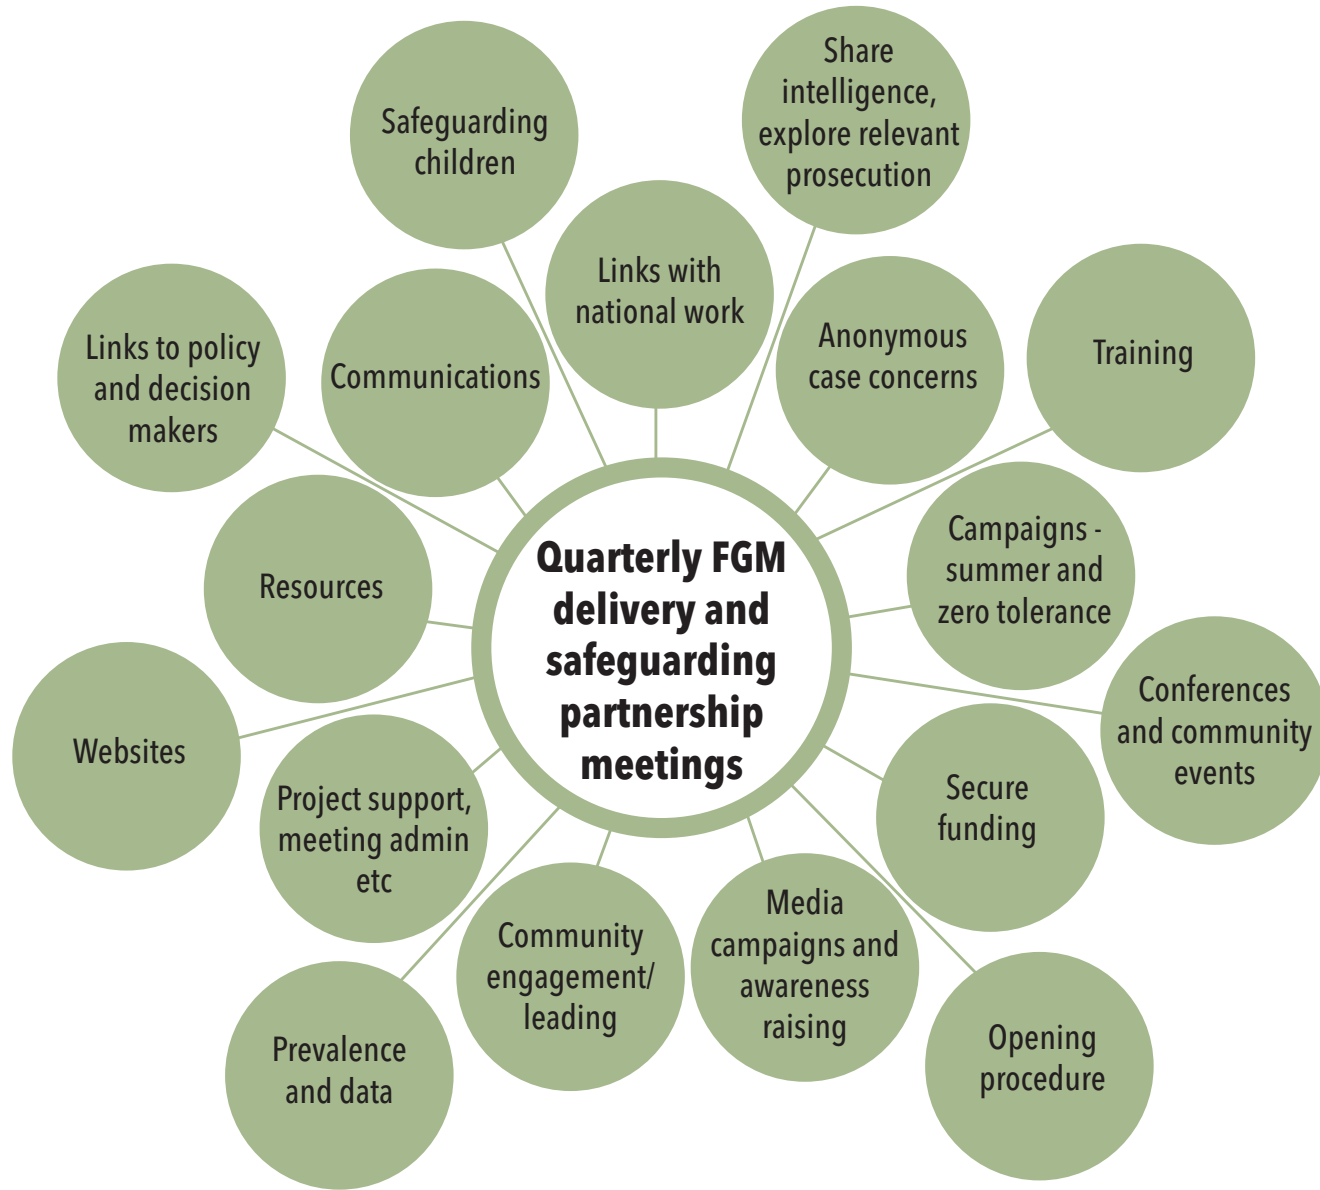 Share
intelligence,
explore relevant
prosecution
Safeguarding
children
Links with
national work
Anonymous
case concerns
Training
Links to policy
and decision
makers
Communications
Campaigns -
summer and
zero tolerance
Resources
Quarterly FGM
delivery and
safeguarding
partnership
meetings
Conferences
and community
events
Websites
Project support,
meeting admin
etc
Secure
funding
Community
engagement/
leading
Media
campaigns and
awareness
raising
Prevalence
and data
Opening
procedure